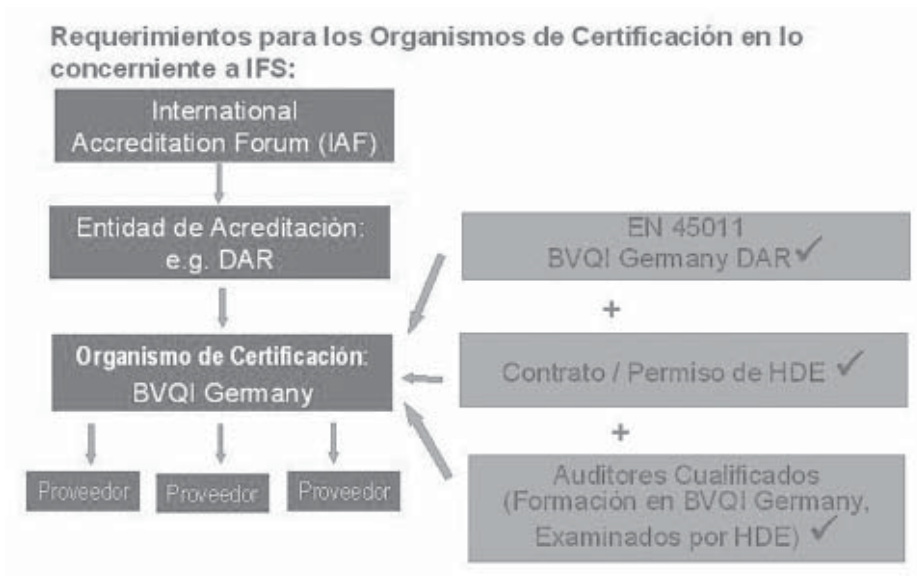 Requerimientos para los Organismos de Certificación en lo
concerniente a IFS:
International
Accreditation Forum (IAF)
Entidad de Acreditación:
e.g. DAR
Organismo de Certificación:
BVQI Germany
Proveedor
Proveedor
Proveedor
EN 45011
BVQI Germany DAR✓
+
Contrato / Permiso de HDE ✓
+
Auditores Cualificados
(Formación en BVQI Germany,
Examinados por HDE) ✓